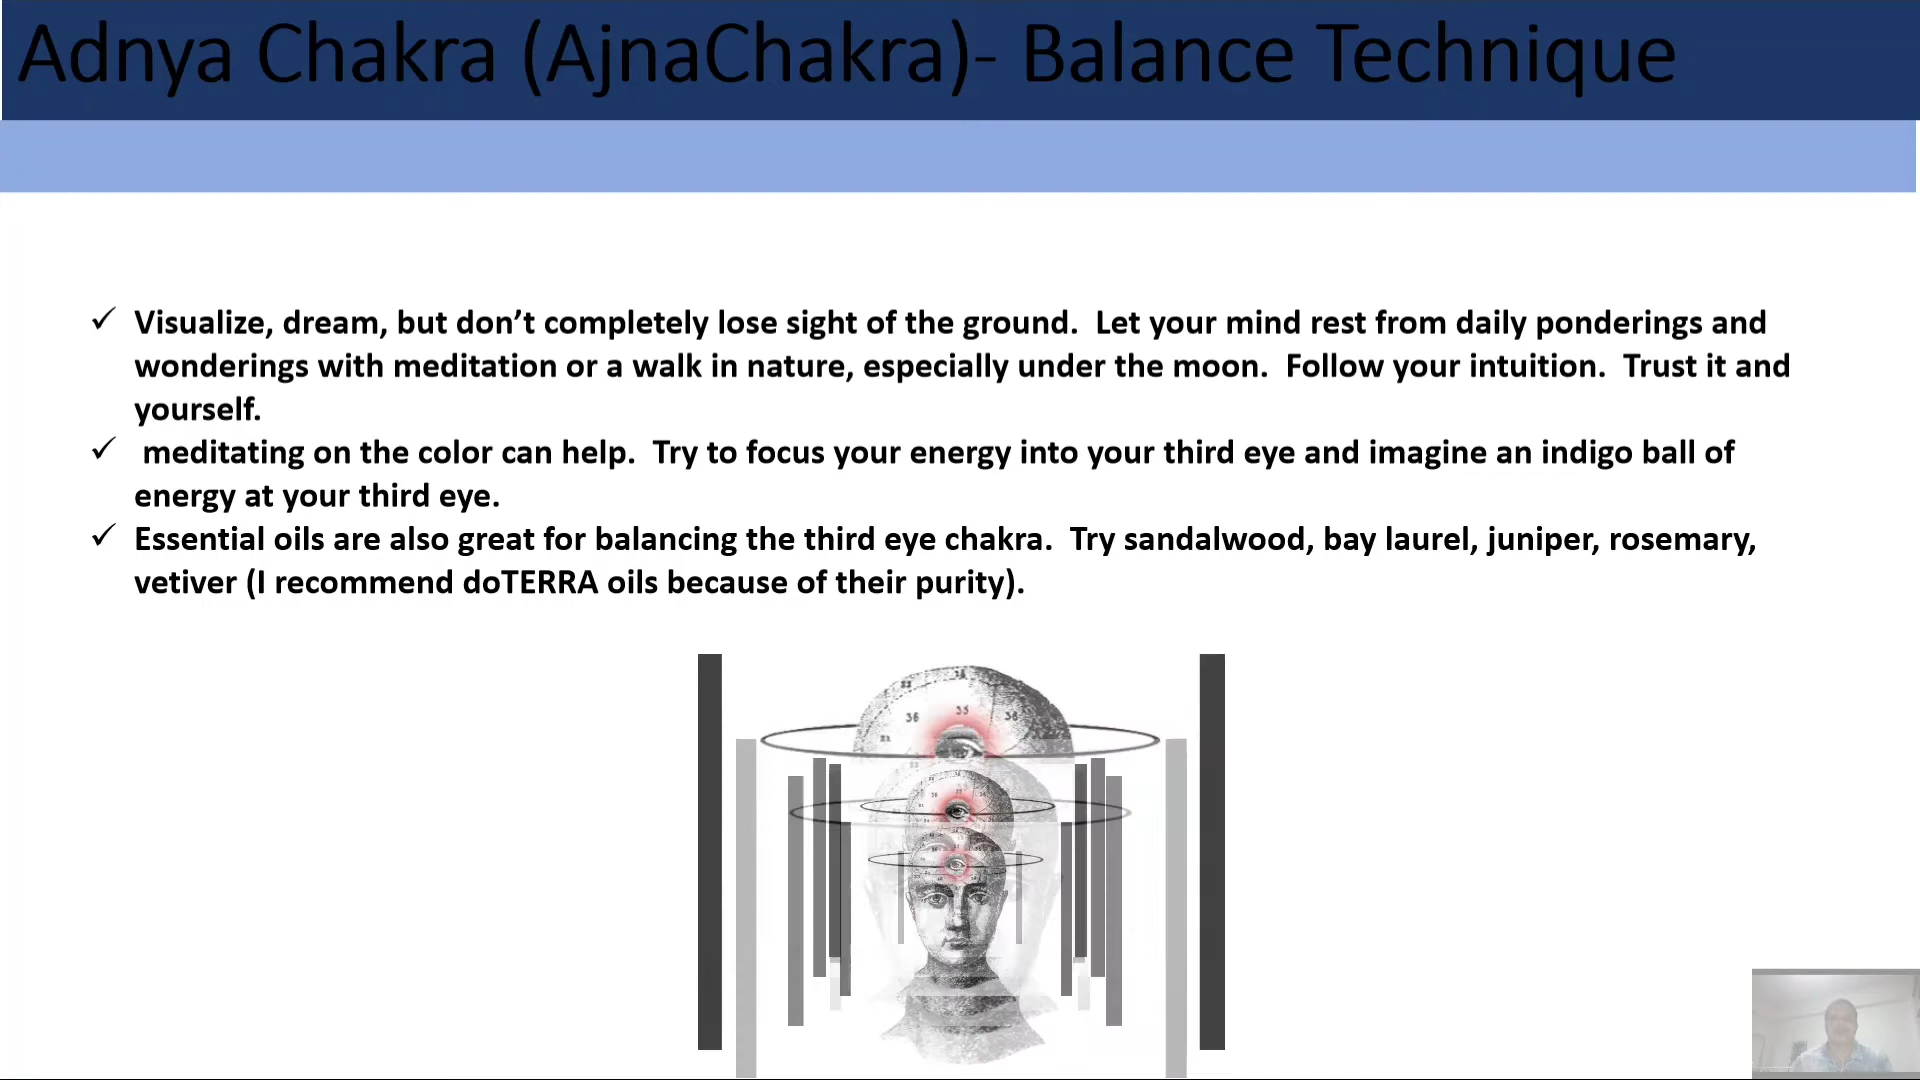 Adnya Chakra (AjnaChakra)- Balance Technique
✓ Visualize, dream, but don’t completely lose sight of the ground.  Let your mind rest from daily ponderings and
wonderings with meditation or a walk in nature, especially under the moon.  Follow your intuition.  Trust it and
yourself.
✓ meditating on the color can help.  Try to focus your energy into your third eye and imagine an indigo ball of
energy at your third eye.
✓ Essential oils are also great for balancing the third eye chakra.  Try sandalwood, bay laurel, juniper, rosemary,
vetiver (I recommend doTERRA oils because of their purity).
36 35 38